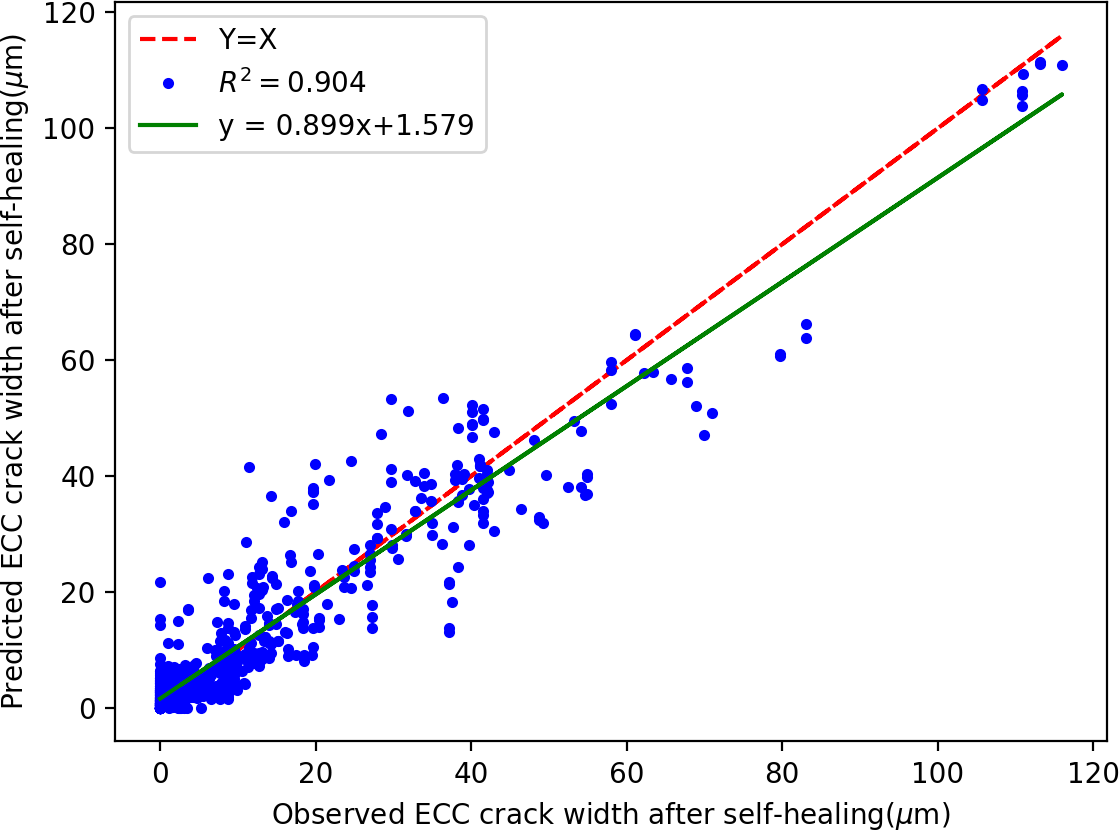 Y=X
R² = 0.904
y = 0.899x+1.579
120
100
80
60
40
20
0
Predicted ECC crack width after self-healing(μm)
0 20 40 60 80 100 120
Observed ECC crack width after self-healing(μm)